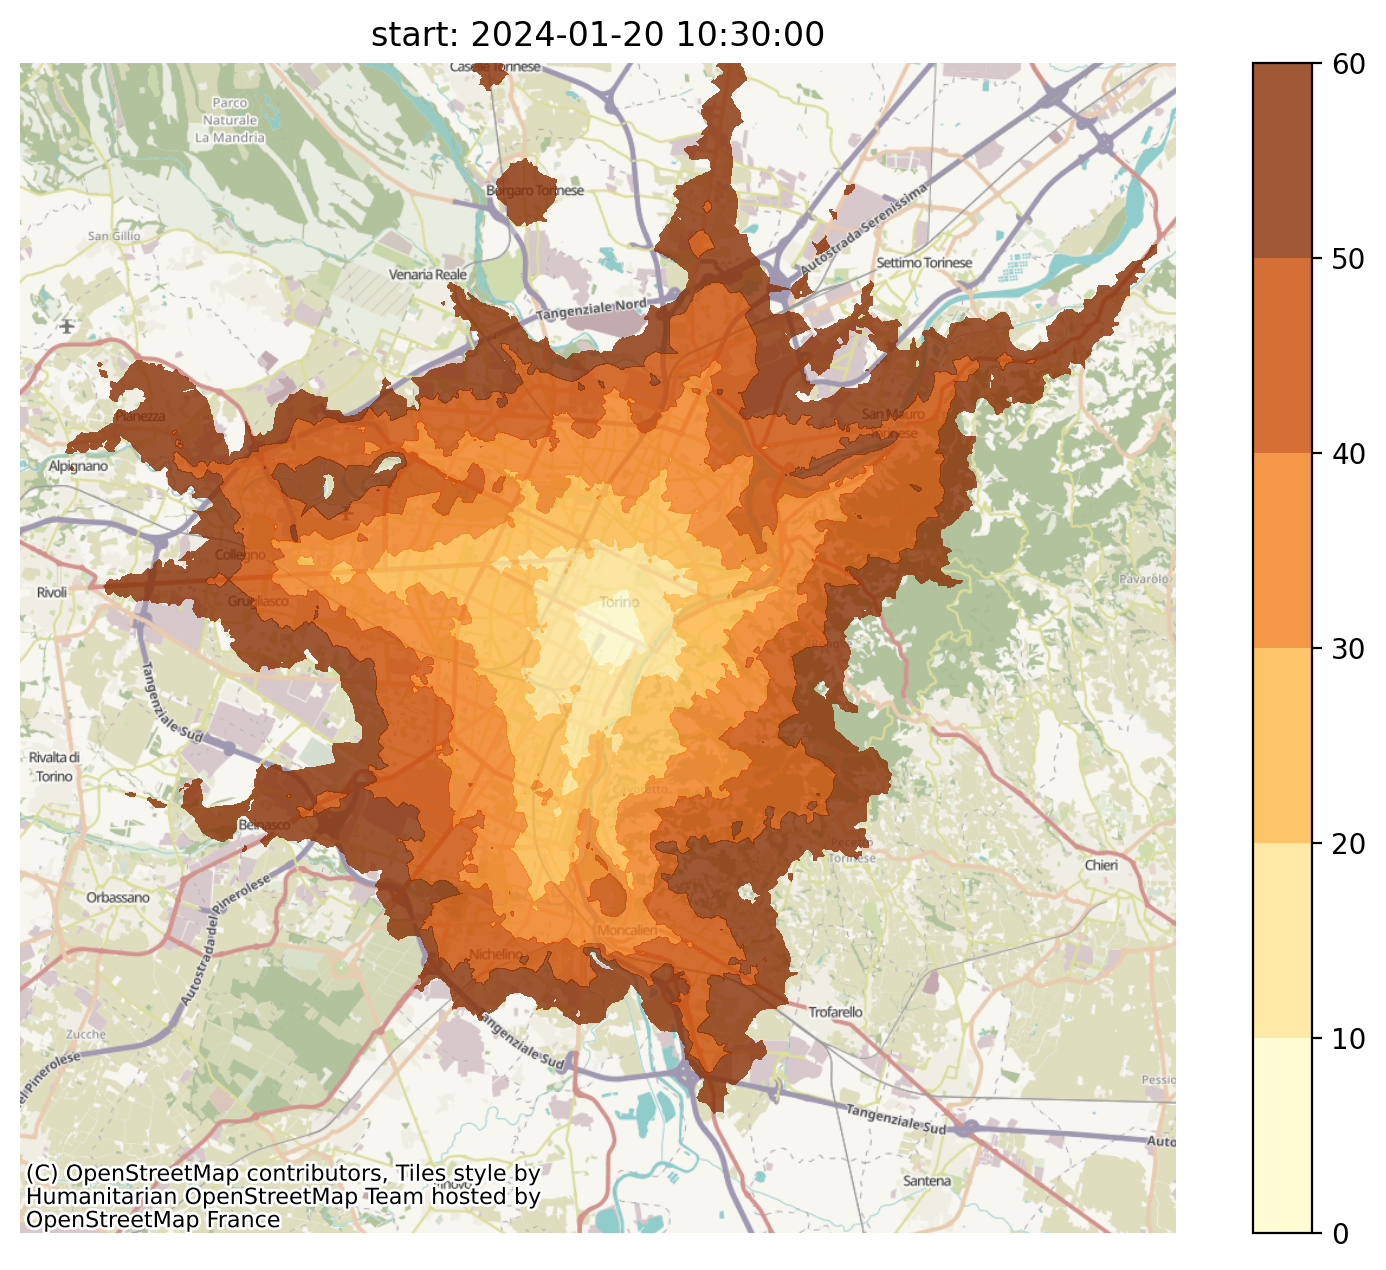 start: 2024-01-20 10:30:00
Caselle Torinese
Parco
Naturale
La Mandria
Borgaro Torinese
San Gillio
Autostrada Serenissima
Venaria Reale
Settimo Torinese
Tangenziale Nord
Pianezza
San Mauro
Torinese
Alpignano
Collegno
Pavarolo
Rivoli
Grugliasco
Torino
Tangenziale Sud
Rivalta di
Torino
Cavoretto
Beinasco
Torinese
Chieri
Orbassano
Autostrada del Pinerolese
Moncalieri
Nichelino
Trofarello
Tangenziale Sud
Zucche
del Pinerolese
Pessio
Tangenziale Sud
Auto
Santena
(C) OpenStreetMap contributors, Tiles style by
Humanitarian OpenStreetMap Team hosted by
OpenStreetMap France
60
50
40
30
20
10
0